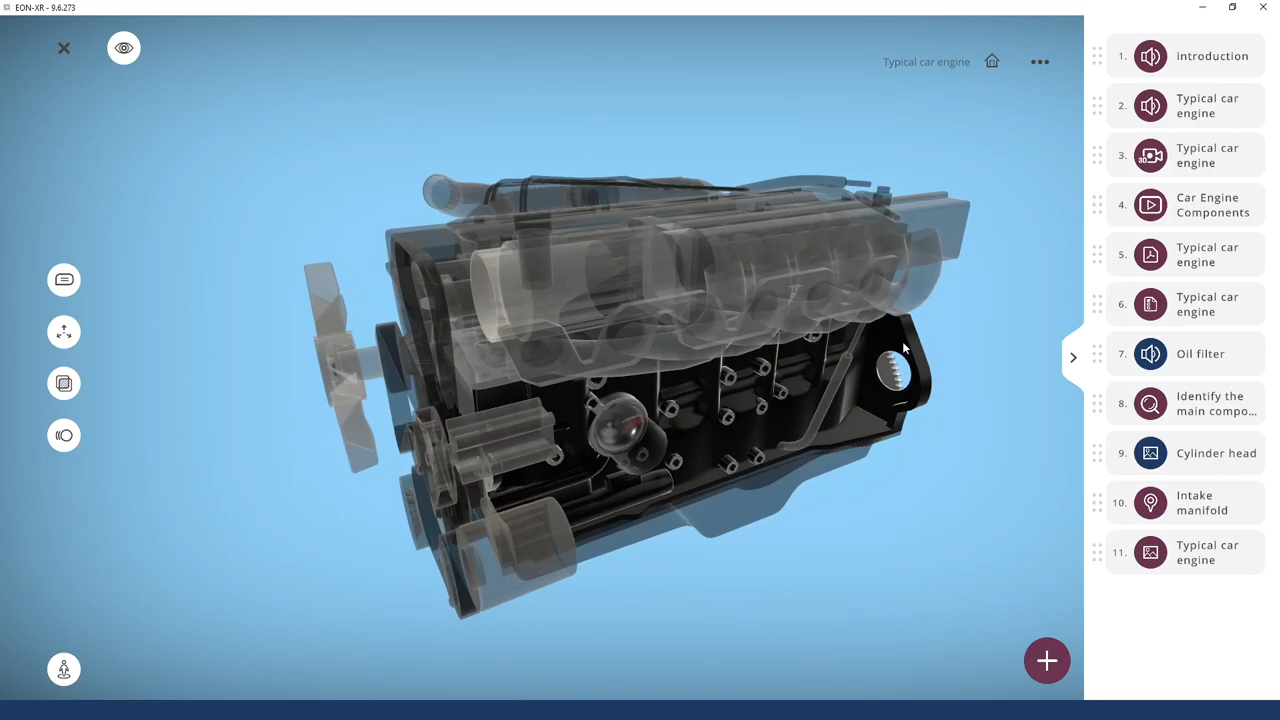 EON-XR - 9.6.273
Typical car engine
1. introduction
2. Typical car
engine
3. Typical car
engine
3D
4. Car Engine
Components
5. Typical car
engine
6. Typical car
engine
7. Oil filter
8. Identify the
main compo...
9. Cylinder head
10. Intake
manifold
11. Typical car
engine